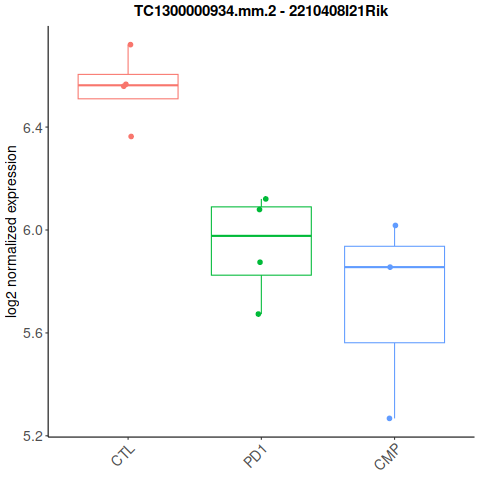 TC1300000934.mm.2 - 2210408I21Rik
log2 normalized expression
6.4
6.0
5.6
5.2
CTL
PD1
CMP